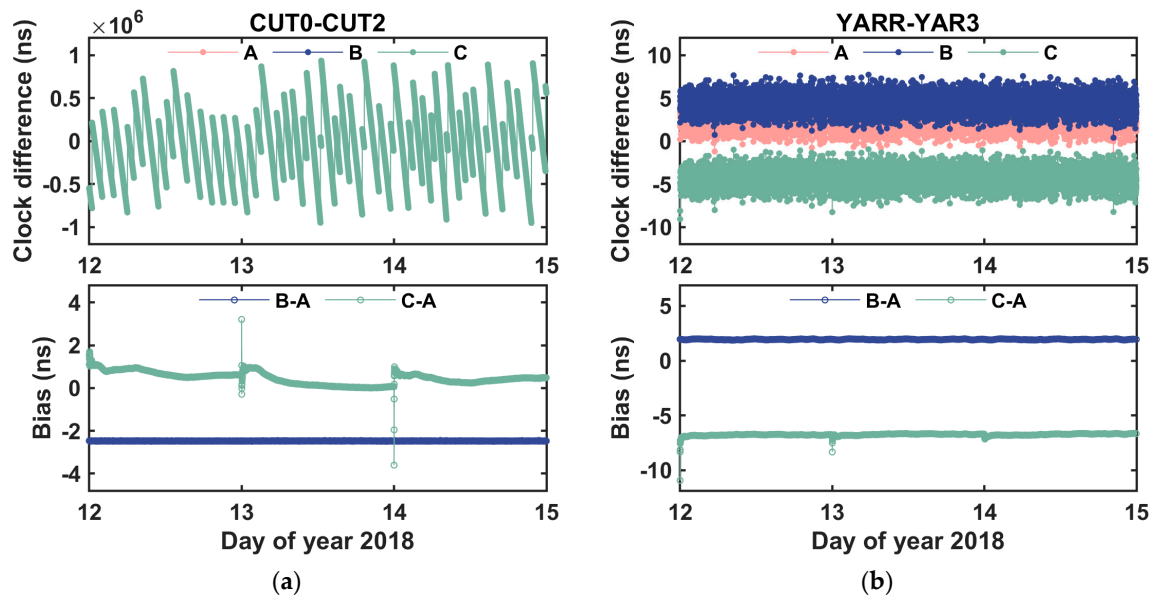 CUT0-CUT2
×10^6
A B C
Clock difference (ns)
1
0.5
0
-0.5
-1
12 13 14 15
B-A C-A
Bias (ns)
4
2
0
-2
-4
12 13 14 15
Day of year 2018
(a)
YARR-YAR3
A B C
Clock difference (ns)
10
5
0
-5
-10
12 13 14 15
B-A C-A
Bias (ns)
5
0
-5
-10
12 13 14 15
Day of year 2018
(b)